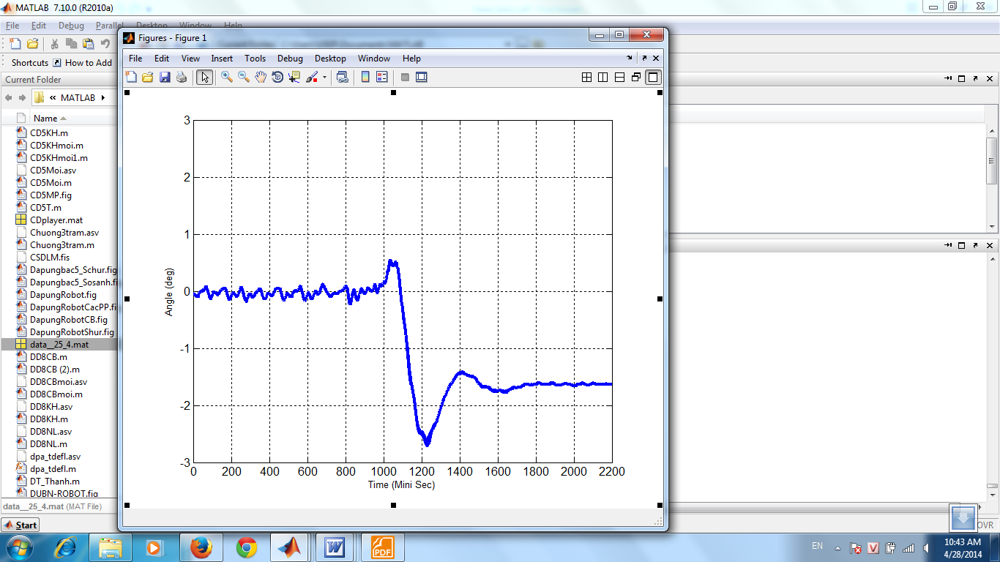 MATLAB 7.10.0 (R2010a)
File Edit Debug Parallel Desktop Window Help
Shortcuts How to Add
Current Folder
« MATLAB
Name
CD5KH.m
CD5KHmoi.m
CD5KHmoi1.m
CD5Moi.asv
CD5Moi.m
CD5MP.fig
CD5T.m
CDplayer.mat
Chuong3tram.asv
Chuong3tram.m
CSDLM.fis
Dapungbac5_Schur.fig
Dapungbac5_Sosanh.fig
DapungRobot.fig
DapungRobotCacPP.fi
DapungRobotCB.fig
DapungRobotShur.fig
data__25_4.mat
DD8CB.m
DD8CB (2).m
DD8CBmoi.asv
DD8CBmoi.m
DD8KH.asv
DD8KH.m
DD8NL.asv
DD8NL.m
dpa_tdefl.asv
dpa_tdefl.m
DT_Thanh.m
DUBN-ROBOT.fig
data__25_4.mat (MAT File)
Start
Figures - Figure 1
File Edit View Insert Tools Debug Desktop Window Help
3
2
1
0
-1
-2
-3
Angle (deg)
0 200 400 600 800 1000 1200 1400 1600 1800 2000 2200
Time (Mini Sec)
OVR
W
PDF
EN
V
10:43 AM
4/28/2014